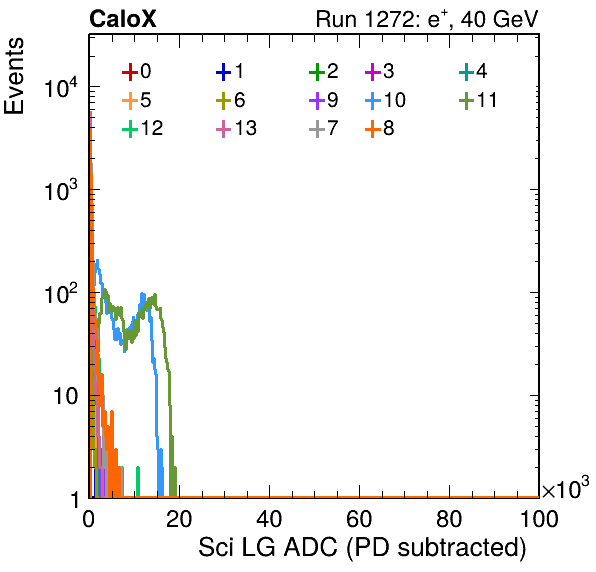 CaloX Run 1272: e⁺, 40 GeV
Events
0 1 2 3 4
5 6 9 10 11
12 13 7 8
10⁴
10³
10²
10
1
0 20 40 60 80 100
×10³
Sci LG ADC (PD subtracted)